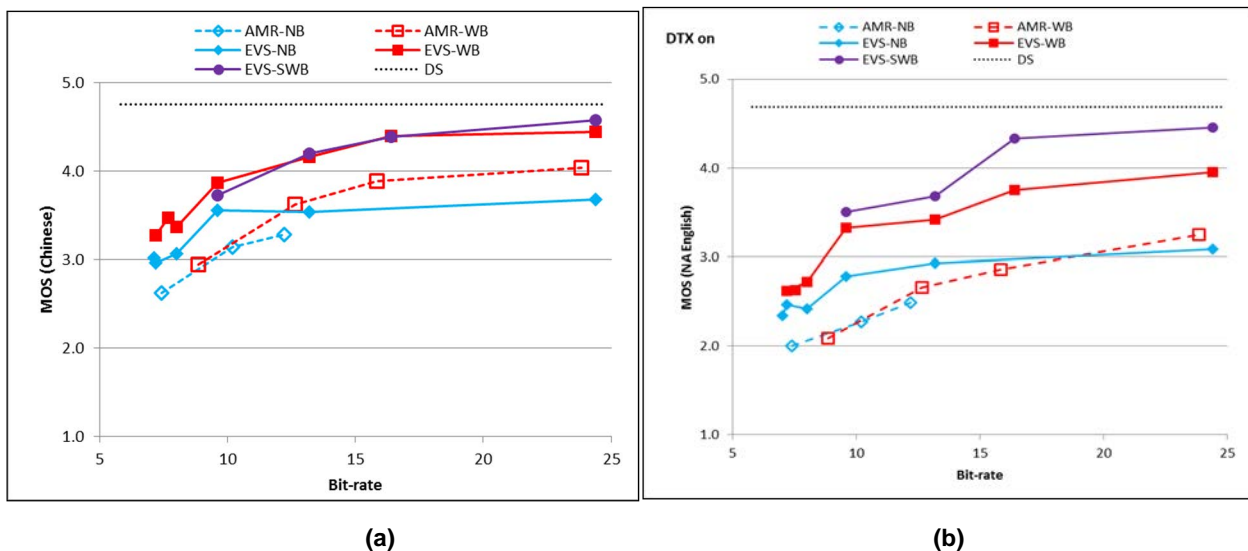 AMR-NB AMR-WB
EVS-NB EVS-WB
EVS-SWB DS
5.0
4.0
3.0
2.0
1.0
MOS (Chinese)
5 10 15 20 25
Bit-rate
(a)
DTX on
AMR-NB AMR-WB
EVS-NB EVS-WB
EVS-SWB DS
5.0
4.0
3.0
2.0
1.0
MOS (NA English)
5 10 15 20 25
Bit-rate
(b)